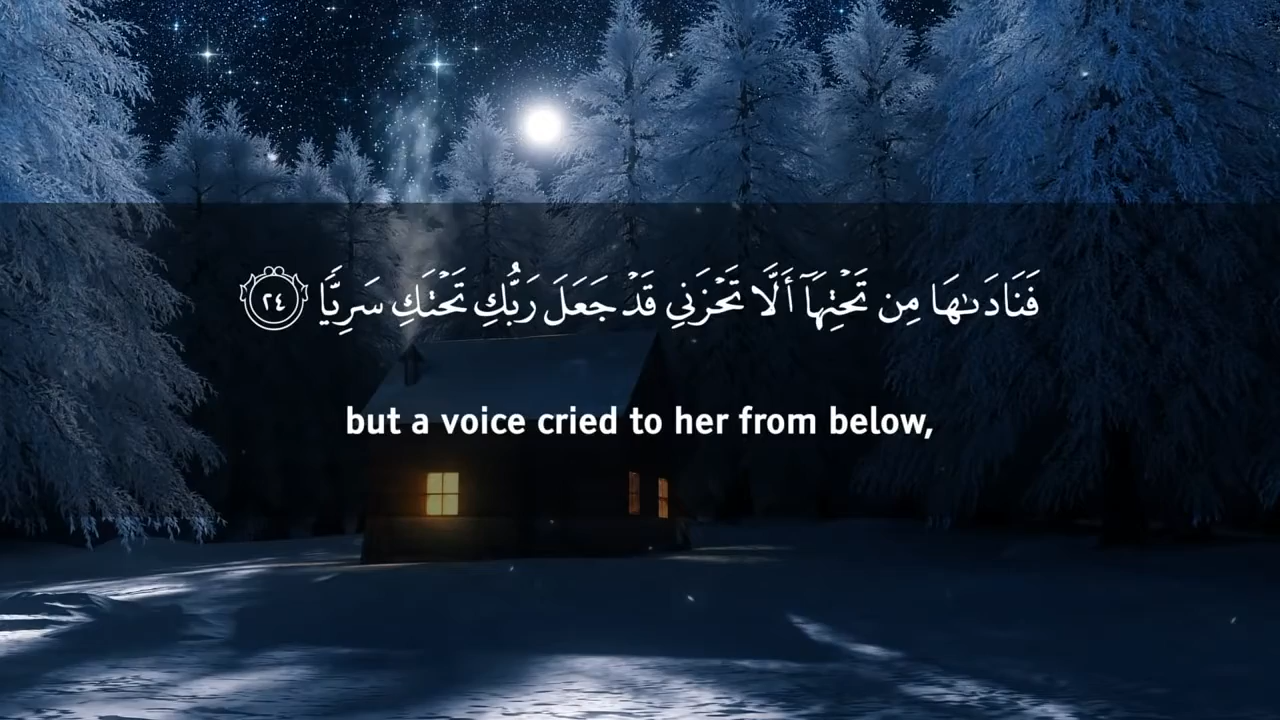 فَنَادَىٰهَا مِن تَحْتِهَآ أَلَّا تَحْزَنِى قَدْ جَعَلَ رَبُّكِ تَحْتَكِ سَرِيًّا ٢٤
but a voice cried to her from below,